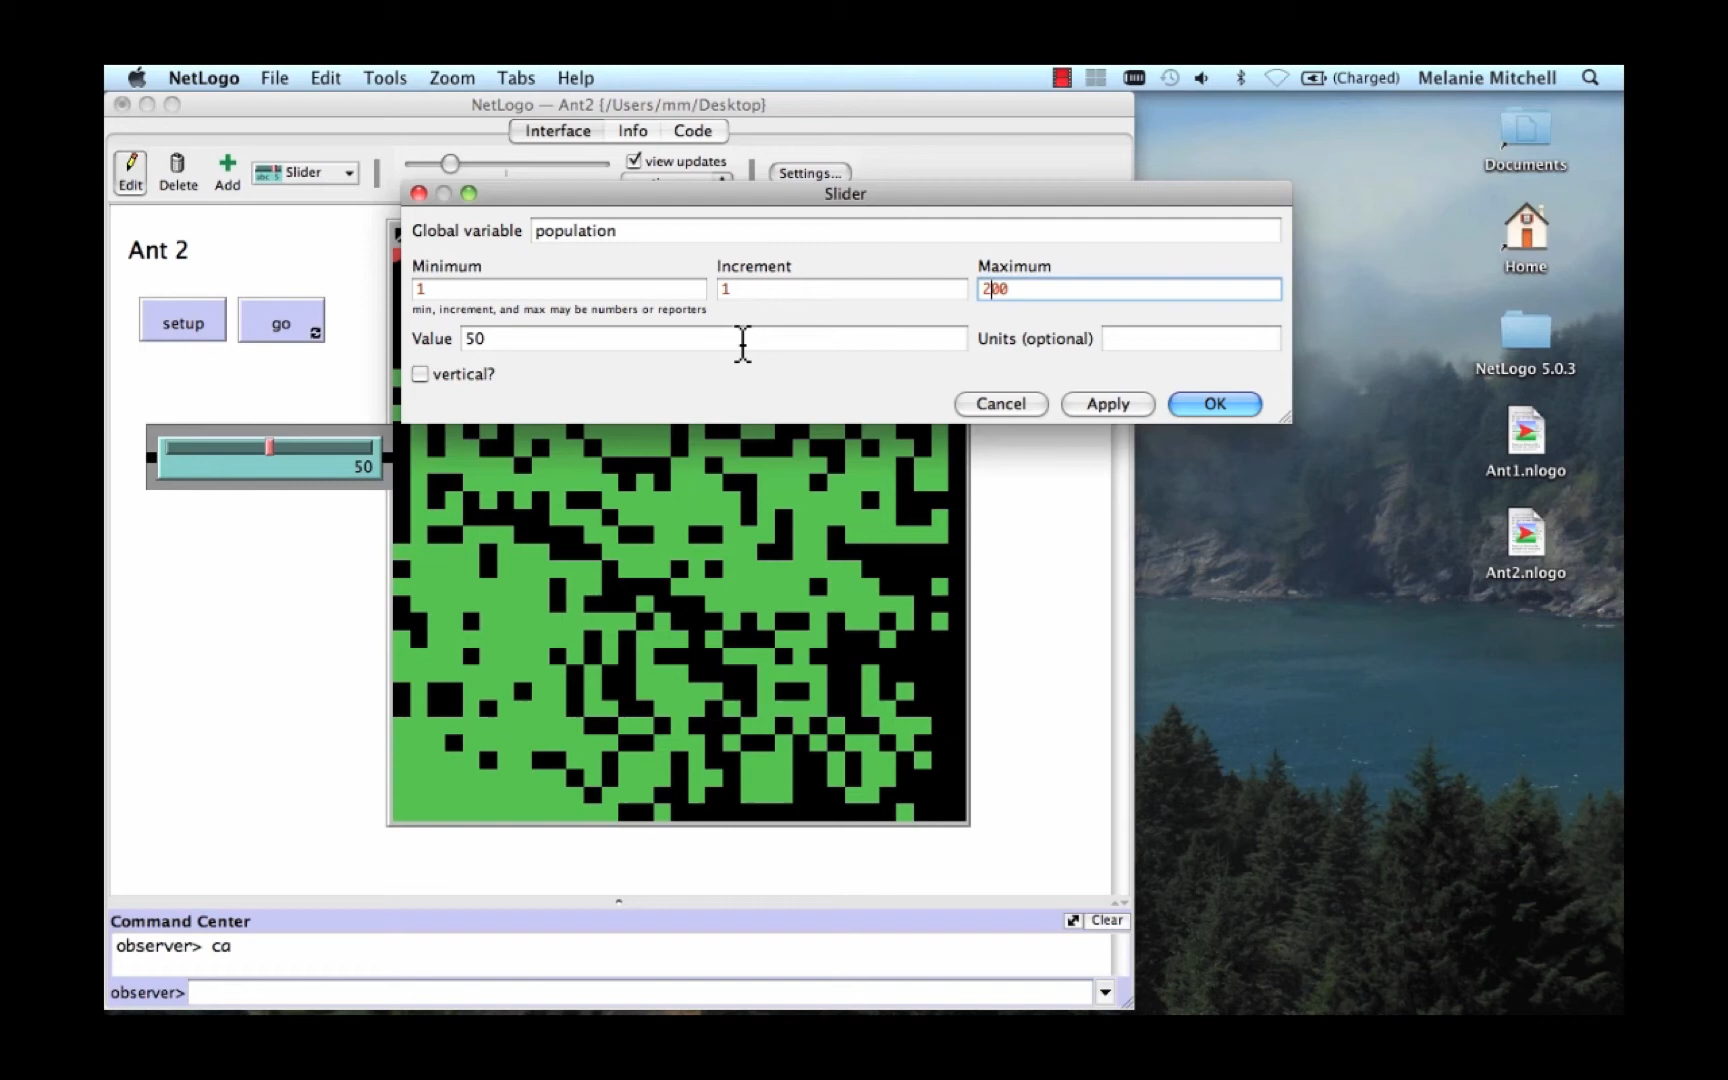 NetLogo File Edit Tools Zoom Tabs Help (Charged) Melanie Mitchell
NetLogo — Ant2 {/Users/mm/Desktop}
Interface Info Code
Edit Delete Add
abc 5
Slider
view updates
Settings...
Slider
Global variable population
Minimum Increment Maximum
1 1 200
min, increment, and max may be numbers or reporters
Value 50 Units (optional)
vertical?
Cancel Apply OK
Ant 2
setup go
50
Command Center Clear
observer> ca
observer>
Documents
Home
NetLogo 5.0.3
Ant1.nlogo
Ant2.nlogo